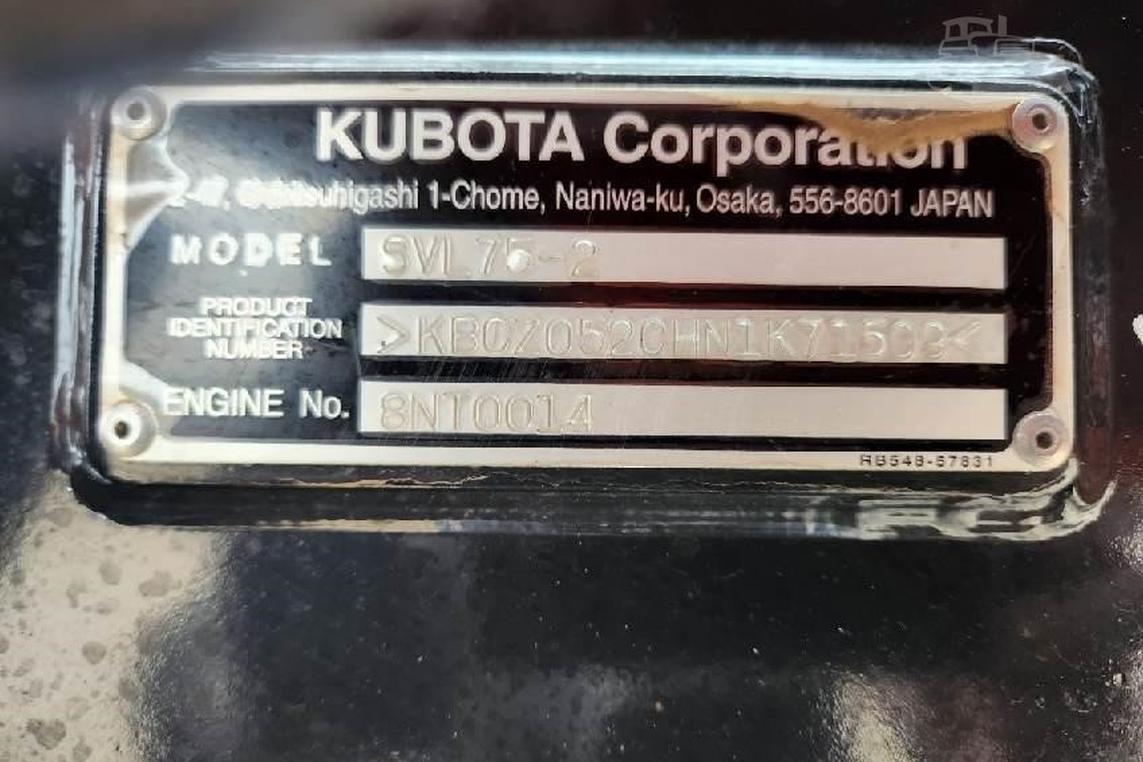 KUBOTA Corporation
1-Chome, Naniwa-ku, Osaka, 556-8601 JAPAN
MODEL SVL75-2
PRODUCT
IDENTIFICATION
NUMBER
ENGINE No. 8NT0014
RB548-57831